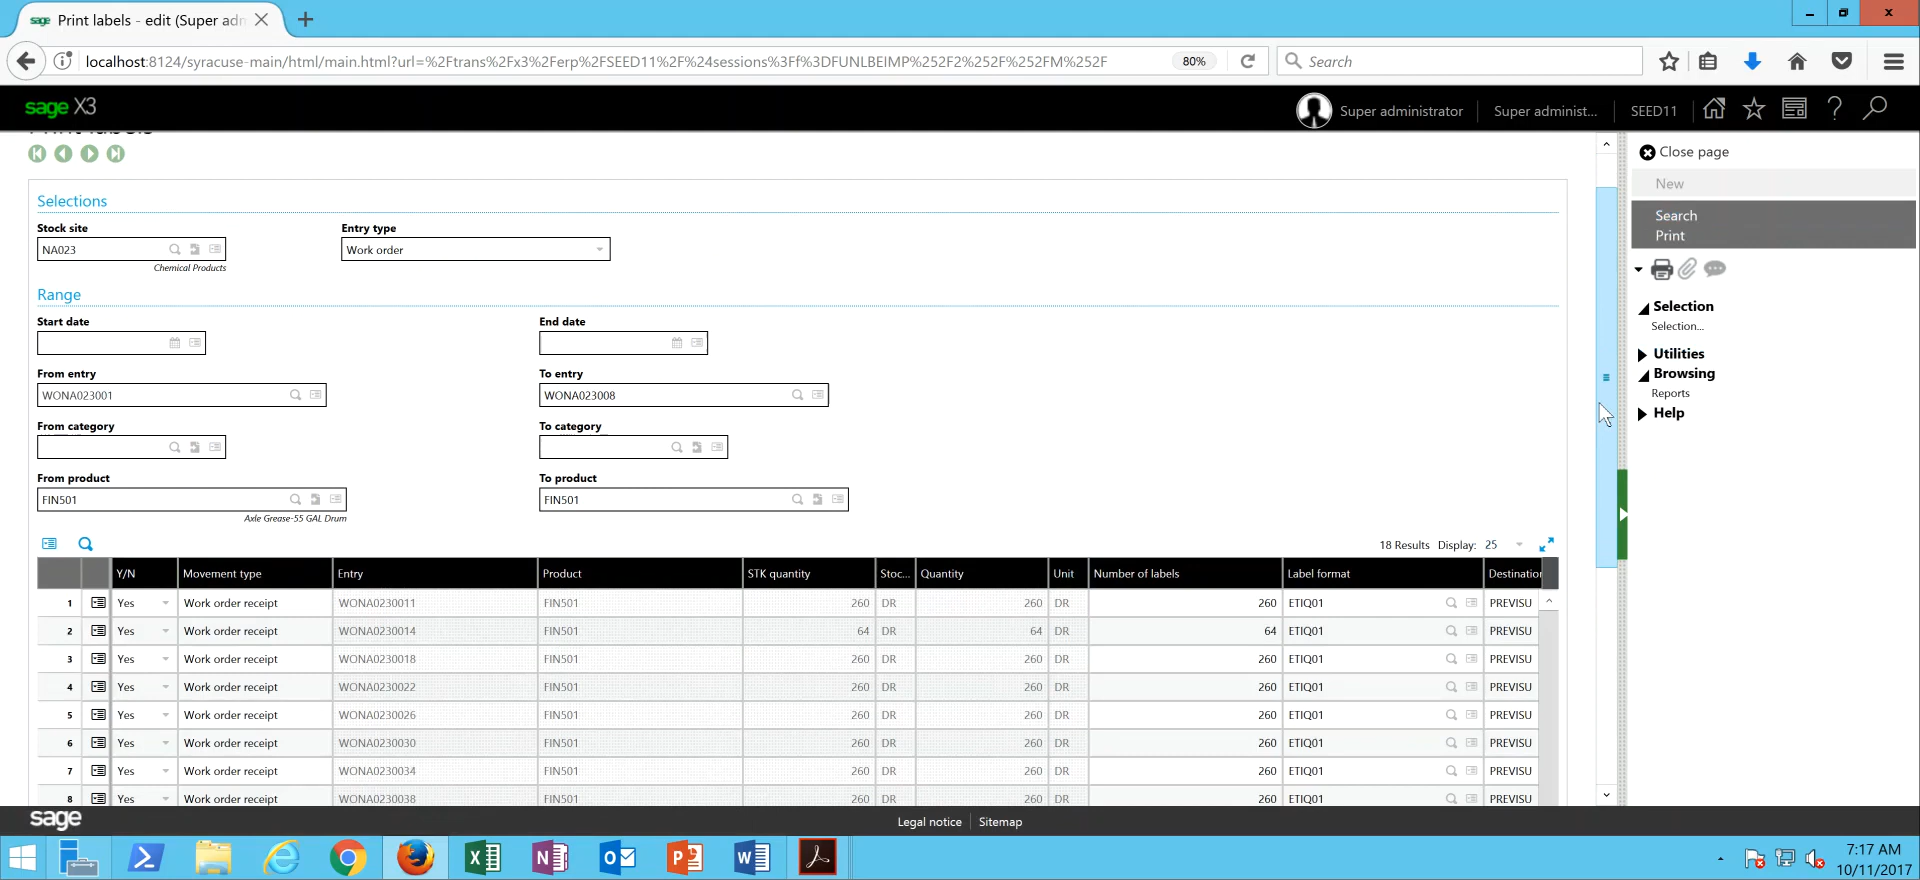 sage Print labels - edit (Super adm
localhost:8124/syracuse-main/html/main.html?url=%2Ftrans%2Fx3%2Ferp%2FSEED11%2F%24sessions%3Ff%3DFUNLBEIMP%252F2%252F%252FM%252F
80%
Search
sage X3
Super administrator
Super administ...
SEED11
Print labels
Selections
Stock site
Entry type
NA023
Work order
Chemical Products
Range
Start date
End date
From entry
To entry
WONA023001
WONA023008
From category
To category
From product
To product
FIN501
FIN501
Axle Grease-55 GAL Drum
18 Results Display: 25
Y/N Movement type Entry Product STK quantity Stoc... Quantity Unit Number of labels Label format Destination
1 Yes Work order receipt WONA0230011 FIN501 260 DR 260 DR 260 ETIQ01 PREVISU
2 Yes Work order receipt WONA0230014 FIN501 64 DR 64 DR 64 ETIQ01 PREVISU
3 Yes Work order receipt WONA0230018 FIN501 260 DR 260 DR 260 ETIQ01 PREVISU
4 Yes Work order receipt WONA0230022 FIN501 260 DR 260 DR 260 ETIQ01 PREVISU
5 Yes Work order receipt WONA0230026 FIN501 260 DR 260 DR 260 ETIQ01 PREVISU
6 Yes Work order receipt WONA0230030 FIN501 260 DR 260 DR 260 ETIQ01 PREVISU
7 Yes Work order receipt WONA0230034 FIN501 260 DR 260 DR 260 ETIQ01 PREVISU
8 Yes Work order receipt WONA0230038 FIN501 260 DR 260 DR 260 ETIQ01 PREVISU
Close page
New
Search
Print
Selection
Selection...
Utilities
Browsing
Reports
Help
sage
Legal notice
Sitemap
7:17 AM
10/11/2017